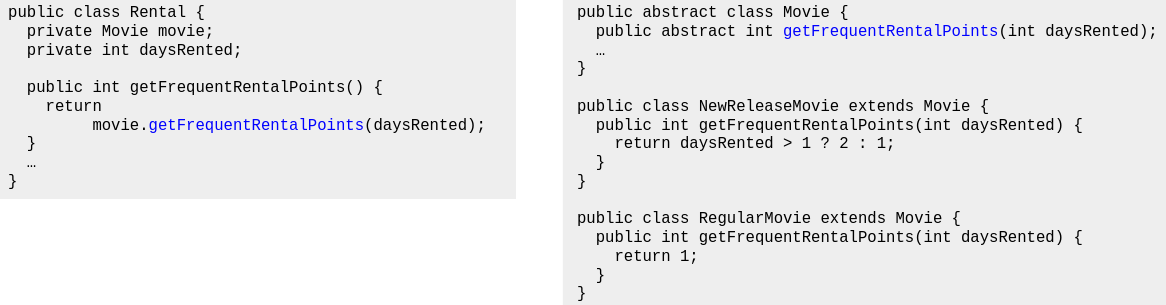 public class Rental {
  private Movie movie;
  private int daysRented;

  public int getFrequentRentalPoints() {
    return
         movie.getFrequentRentalPoints(daysRented);
  }
  …
}

public abstract class Movie {
  public abstract int getFrequentRentalPoints(int daysRented);
  …
}

public class NewReleaseMovie extends Movie {
  public int getFrequentRentalPoints(int daysRented) {
    return daysRented > 1 ? 2 : 1;
  }
}

public class RegularMovie extends Movie {
  public int getFrequentRentalPoints(int daysRented) {
    return 1;
  }
}